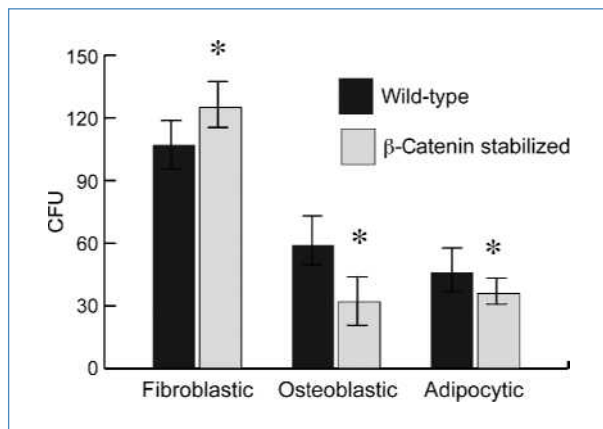 150
120
90
60
30
0
CFU
*
*
*
Wild-type
β-Catenin stabilized
Fibroblastic Osteoblastic Adipocytic